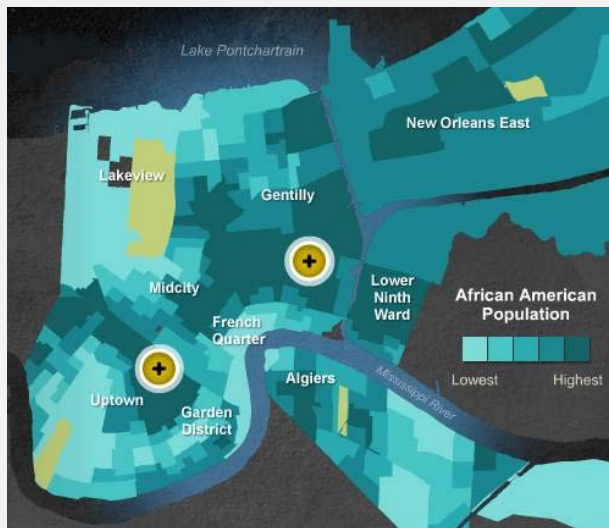 Lake Pontchartrain
New Orleans East
Lakeview
Gentilly
Midcity
Lower
Ninth
Ward
African American
Population
Lowest
Highest
French
Quarter
Algiers
Mississippi River
Uptown
Garden
District